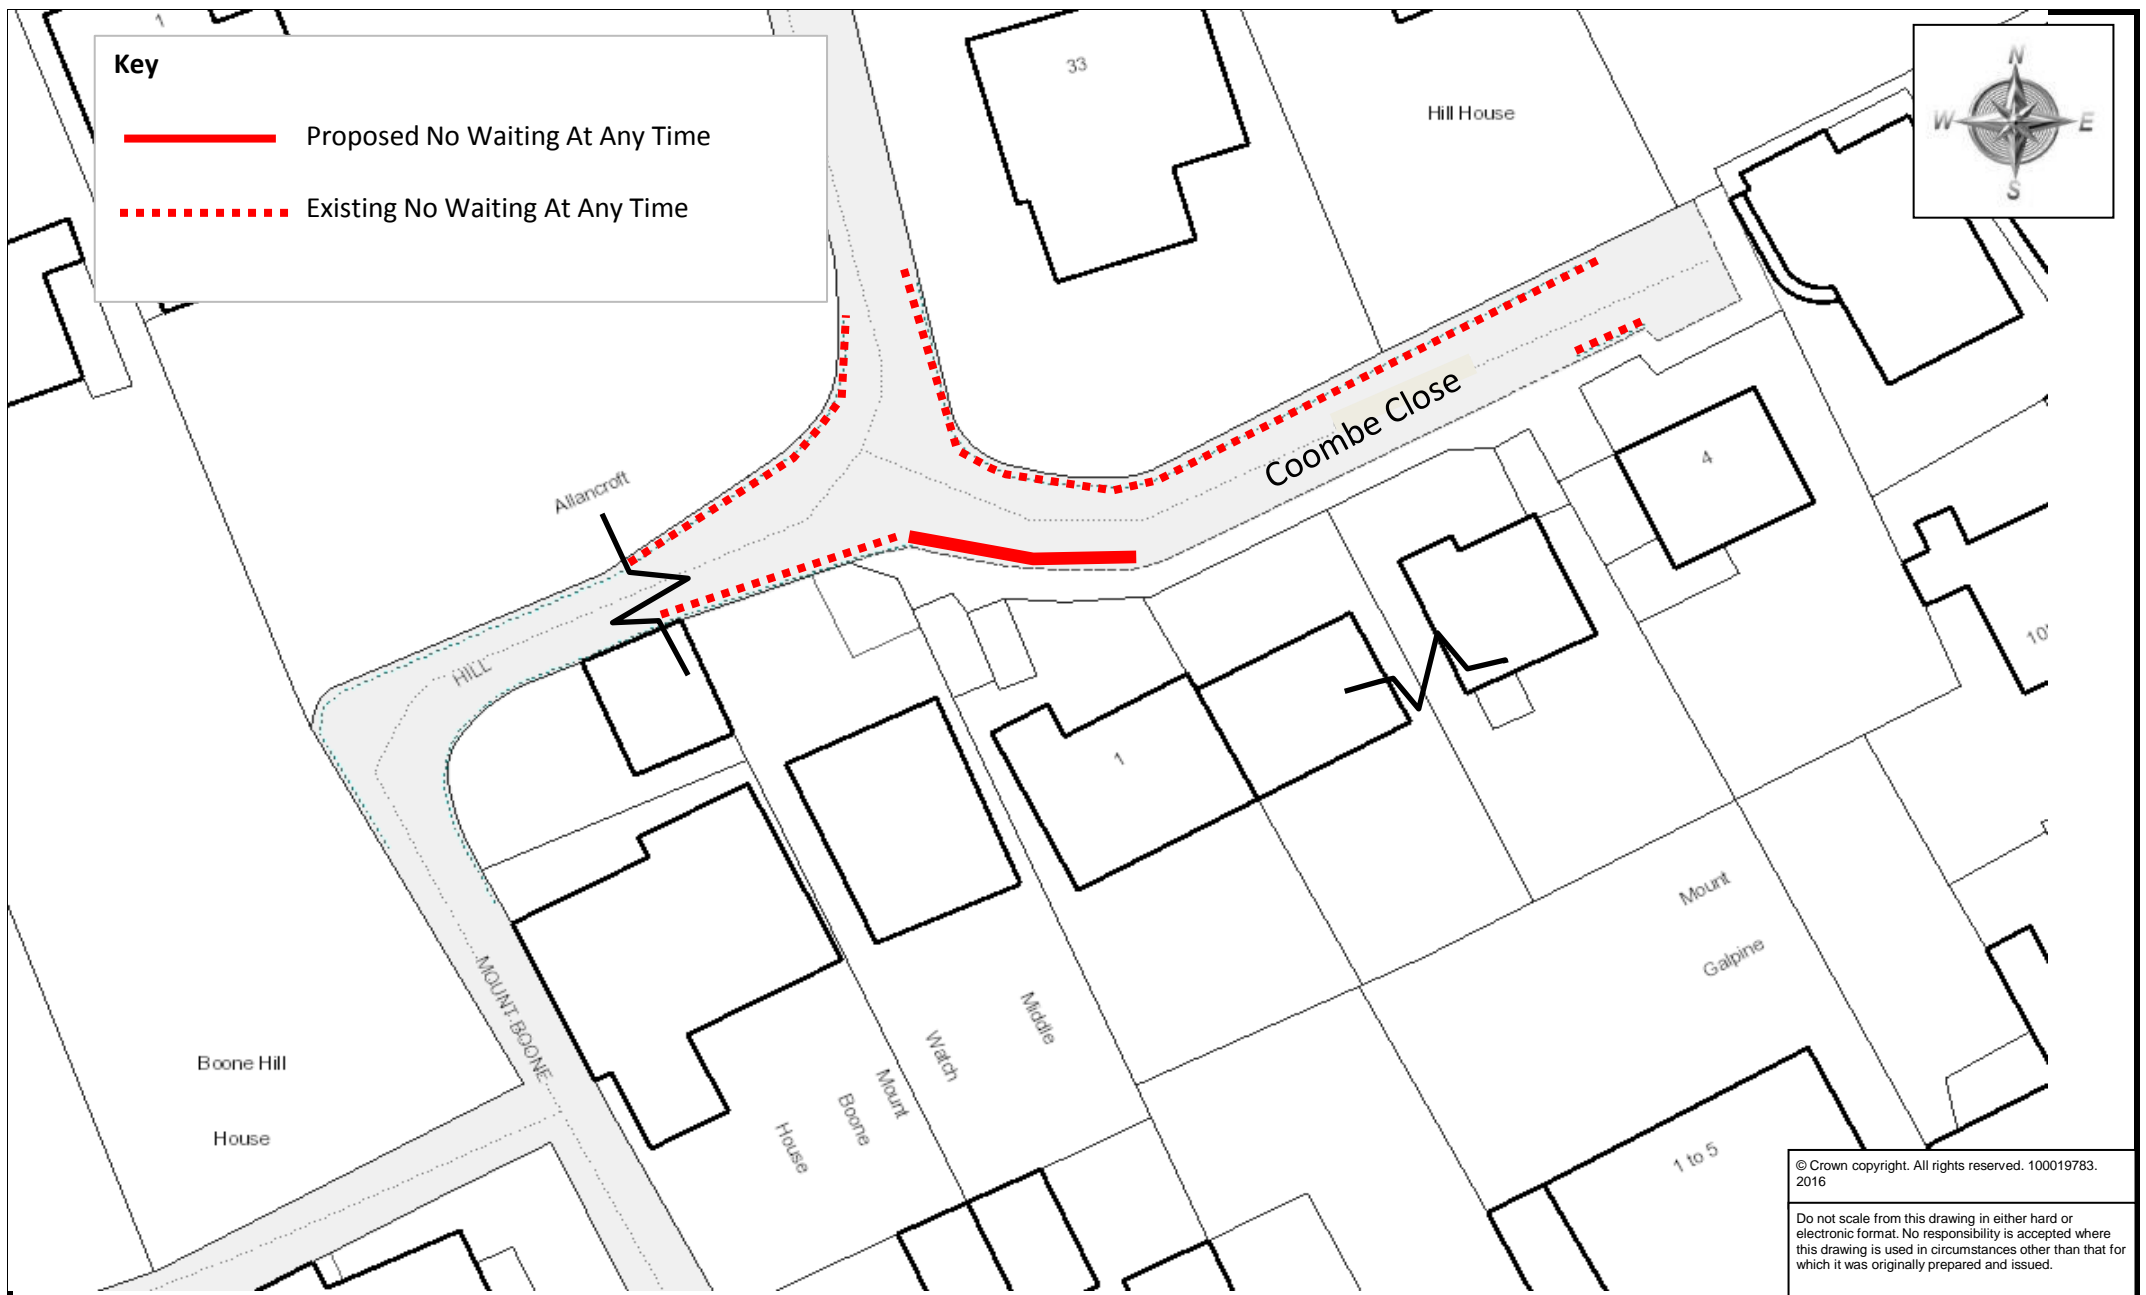 1
Key
Proposed No Waiting At Any Time
Existing No Waiting At Any Time
33
Hill House
N
W E
S
Coombe Close
Allancroft
4
HILL
1
MOUNT BOONE
Mount
Galpine
Middle
Watch
Mount
Boone
House
Boone Hill
House
1 to 5
© Crown copyright. All rights reserved. 100019783.
2016
Do not scale from this drawing in either hard or
electronic format. No responsibility is accepted where
this drawing is used in circumstances other than that for
which it was originally prepared and issued.